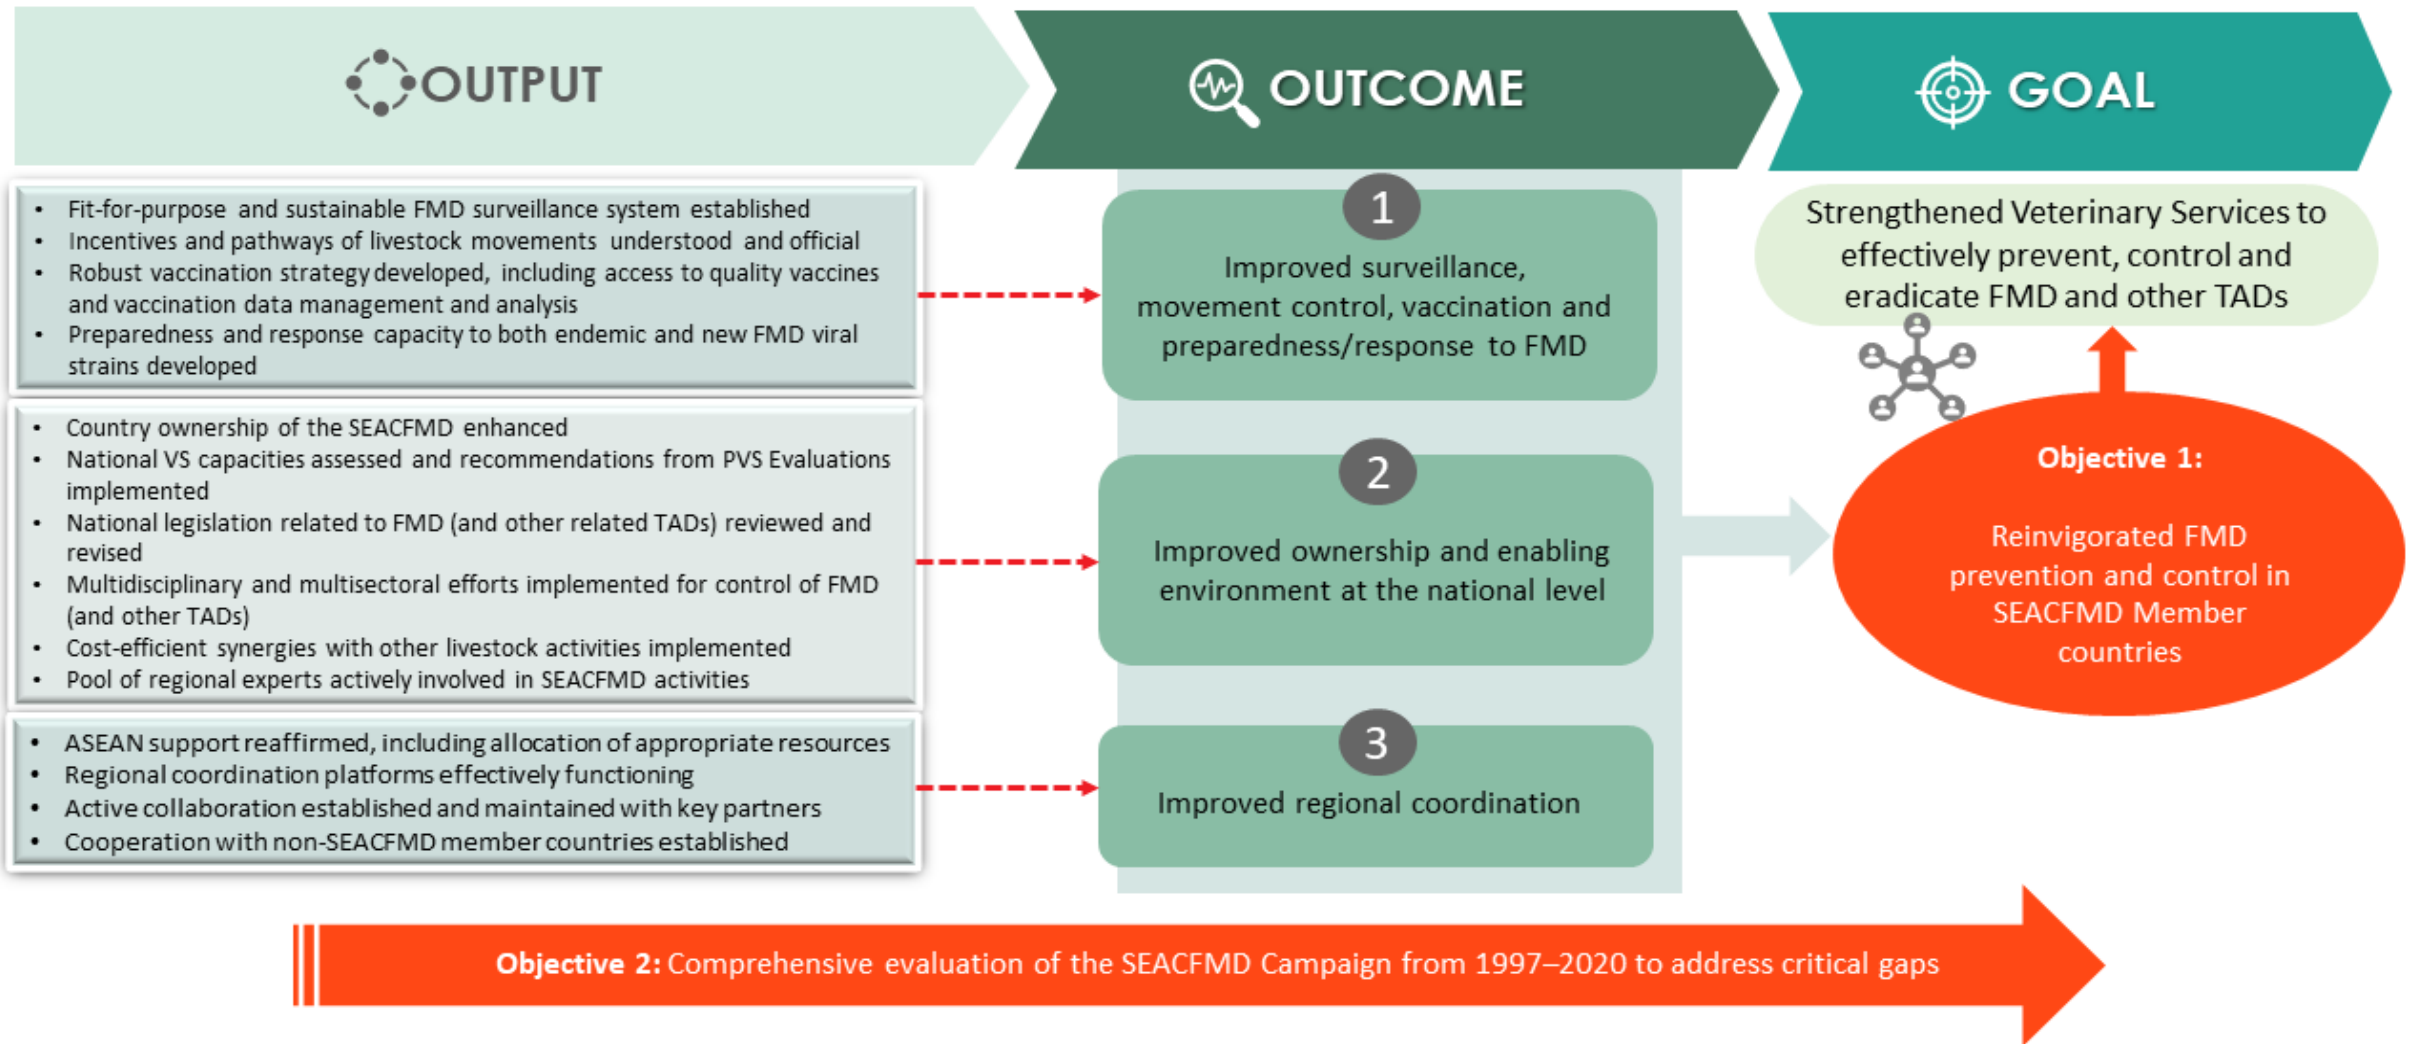 OUTPUT
OUTCOME
GOAL
• Fit-for-purpose and sustainable FMD surveillance system established
• Incentives and pathways of livestock movements understood and official
• Robust vaccination strategy developed, including access to quality vaccines
and vaccination data management and analysis
• Preparedness and response capacity to both endemic and new FMD viral
strains developed
• Country ownership of the SEACFMD enhanced
• National VS capacities assessed and recommendations from PVS Evaluations
implemented
• National legislation related to FMD (and other related TADs) reviewed and
revised
• Multidisciplinary and multisectoral efforts implemented for control of FMD
(and other TADs)
• Cost-efficient synergies with other livestock activities implemented
• Pool of regional experts actively involved in SEACFMD activities
• ASEAN support reaffirmed, including allocation of appropriate resources
• Regional coordination platforms effectively functioning
• Active collaboration established and maintained with key partners
• Cooperation with non-SEACFMD member countries established
1
Improved surveillance,
movement control, vaccination and
preparedness/response to FMD
2
Improved ownership and enabling
environment at the national level
3
Improved regional coordination
Strengthened Veterinary Services to
effectively prevent, control and
eradicate FMD and other TADs
Objective 1:
Reinvigorated FMD
prevention and control in
SEACFMD Member
countries
Objective 2: Comprehensive evaluation of the SEACFMD Campaign from 1997–2020 to address critical gaps